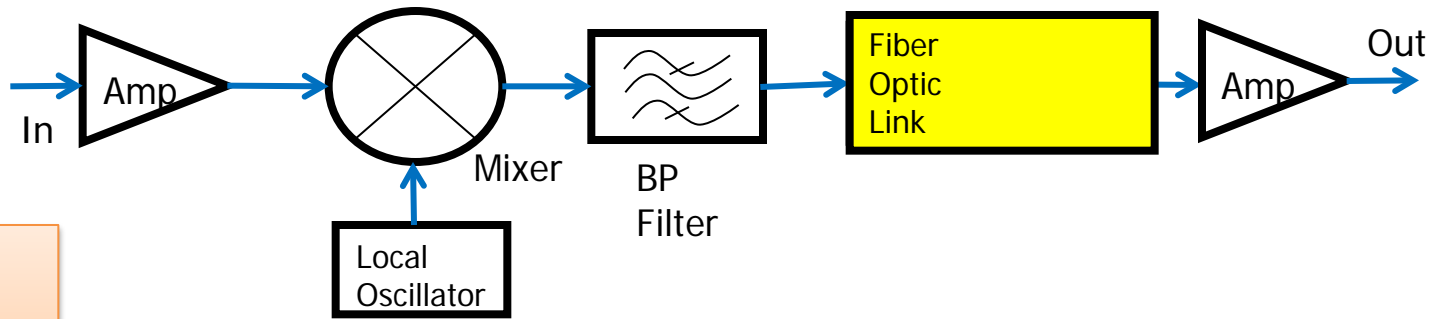 In
Amp
Mixer
Local
Oscillator
BP
Filter
Fiber
Optic
Link
Amp
Out